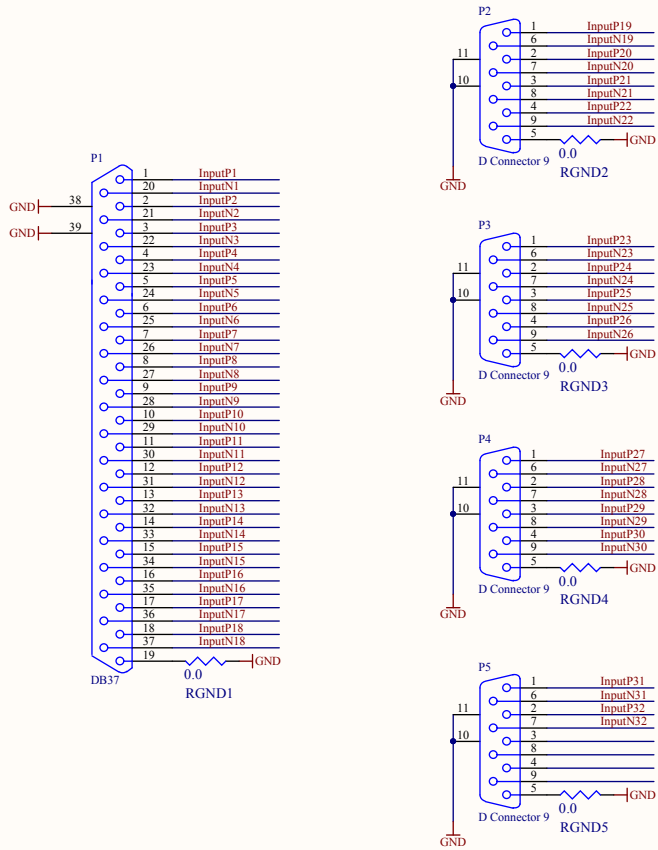 P1
1 InputP1
20 InputN1
2 InputP2
GND 38
21 InputN2
3 InputP3
GND 39
22 InputN3
4 InputP4
23 InputN4
5 InputP5
24 InputN5
6 InputP6
25 InputN6
7 InputP7
26 InputN7
8 InputP8
27 InputN8
9 InputP9
28 InputN9
10 InputP10
29 InputN10
11 InputP11
30 InputN11
12 InputP12
31 InputN12
13 InputP13
32 InputN13
14 InputP14
33 InputN14
15 InputP15
34 InputN15
16 InputP16
35 InputN16
17 InputP17
36 InputN17
18 InputP18
37 InputN18
19 GND
0.0
DB37
RGND1
P2
1 InputP19
6 InputN19
11
2 InputP20
7 InputN20
10
3 InputP21
8 InputN21
4 InputP22
9 InputN22
5 GND
0.0
D Connector 9
RGND2
GND
P3
1 InputP23
6 InputN23
11
2 InputP24
7 InputN24
10
3 InputP25
8 InputN25
4 InputP26
9 InputN26
5 GND
0.0
D Connector 9
RGND3
GND
P4
1 InputP27
6 InputN27
11
2 InputP28
7 InputN28
10
3 InputP29
8 InputN29
4 InputP30
9 InputN30
5 GND
0.0
D Connector 9
RGND4
GND
P5
1 InputP31
6 InputN31
11
2 InputP32
7 InputN32
10
3
8
4
9
5 GND
0.0
D Connector 9
RGND5
GND